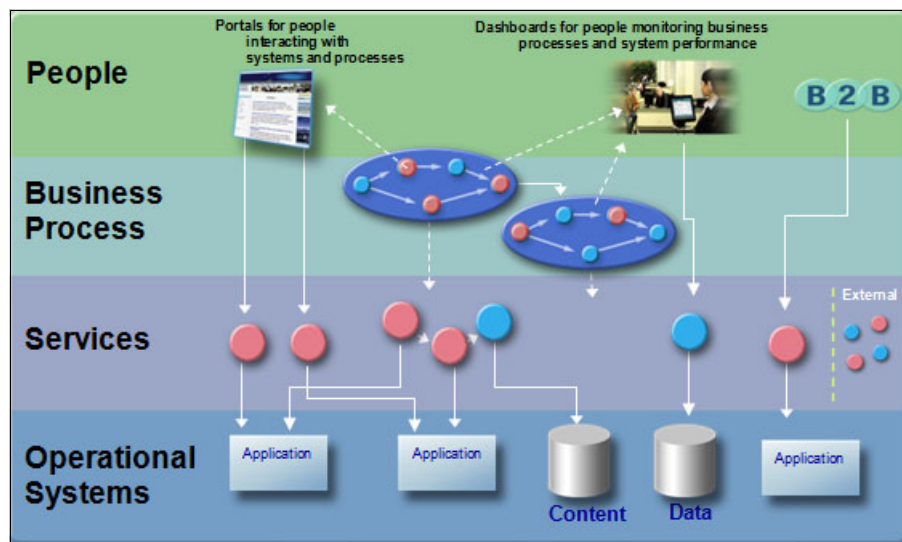 Portals for people
interacting with
systems and processes
Dashboards for people monitoring business
processes and system performance
People
B 2 B
Business
Process
External
Services
Operational
Systems
Application
Application
Content
Data
Application